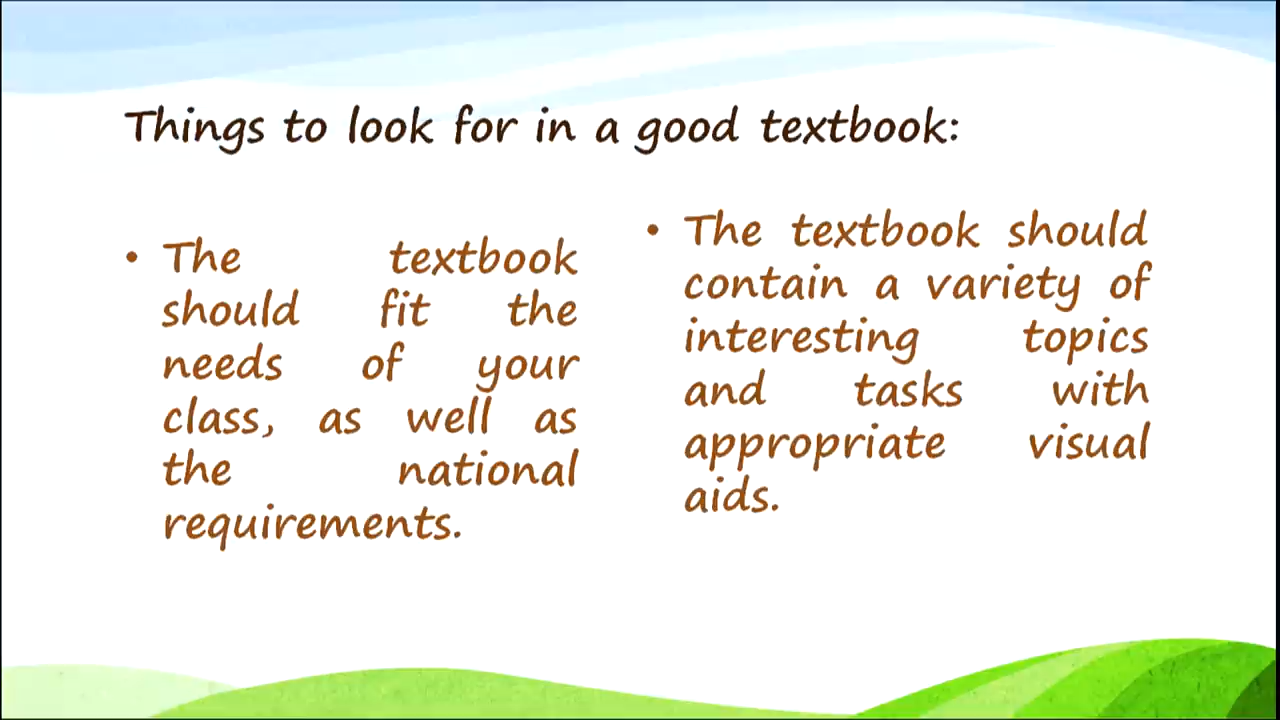 Things to look for in a good textbook:
• The textbook
should fit the
needs of your
class, as well as
the national
requirements.
• The textbook should
contain a variety of
interesting topics
and tasks with
appropriate visual
aids.